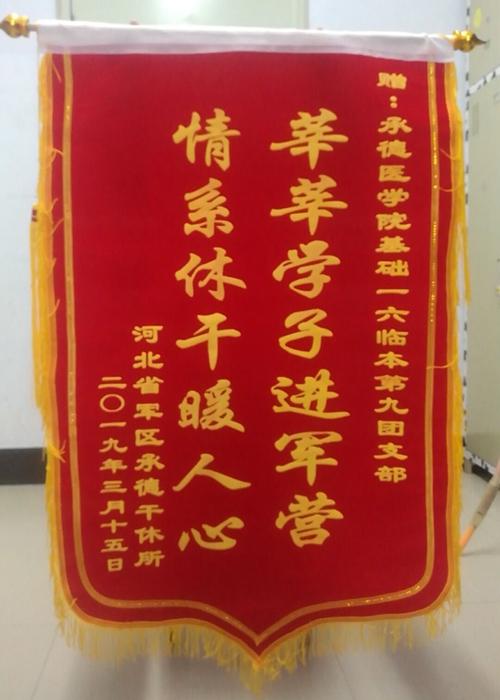 赠：承德医学院基础一六临本第九团支部
莘莘学子进军营
情系休干暖人心
河北省军区承德干休所
二〇一九年三月十五日